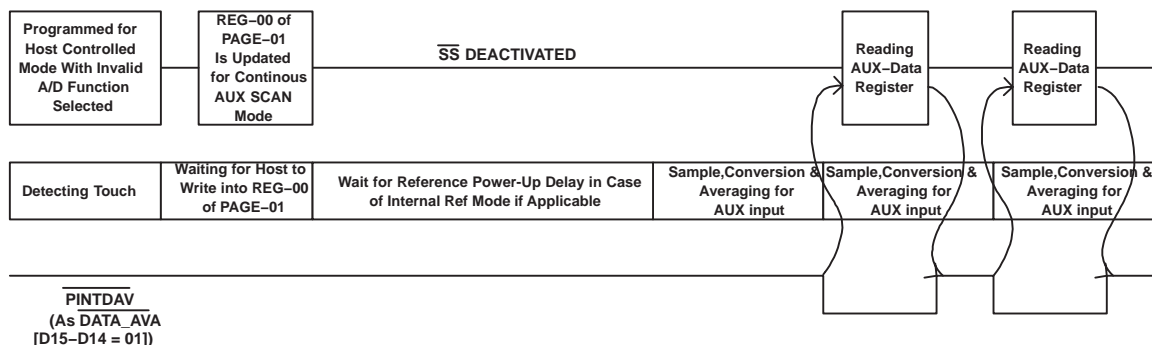 Programmed for
Host Controlled
Mode With Invalid
A/D Function
Selected
REG−00 of
PAGE−01
Is Updated
for Continous
AUX SCAN
Mode
SS DEACTIVATED
Reading
AUX−Data
Register
Reading
AUX−Data
Register
Detecting Touch
Waiting for Host to
Write into REG−00
of PAGE−01
Wait for Reference Power-Up Delay in Case
of Internal Ref Mode if Applicable
Sample,Conversion &
Averaging for
AUX input
Sample,Conversion &
Averaging for
AUX input
Sample,Conversion &
Averaging for
AUX input
PINTDAV
(As DATA_AVA
[D15−D14 = 01])